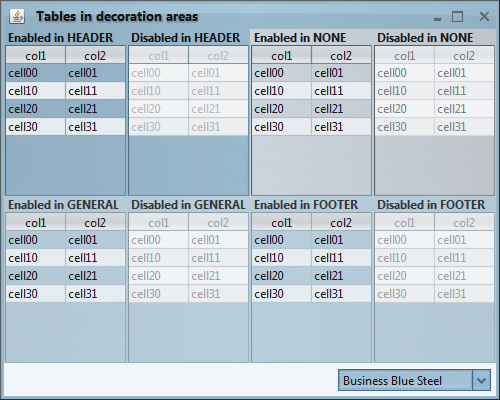 Tables in decoration areas
Enabled in HEADER Disabled in HEADER Enabled in NONE Disabled in NONE
col1 col2 col1 col2 col1 col2 col1 col2
cell00 cell01 cell00 cell01 cell00 cell01 cell00 cell01
cell10 cell11 cell10 cell11 cell10 cell11 cell10 cell11
cell20 cell21 cell20 cell21 cell20 cell21 cell20 cell21
cell30 cell31 cell30 cell31 cell30 cell31 cell30 cell31
Enabled in GENERAL Disabled in GENERAL Enabled in FOOTER Disabled in FOOTER
col1 col2 col1 col2 col1 col2 col1 col2
cell00 cell01 cell00 cell01 cell00 cell01 cell00 cell01
cell10 cell11 cell10 cell11 cell10 cell11 cell10 cell11
cell20 cell21 cell20 cell21 cell20 cell21 cell20 cell21
cell30 cell31 cell30 cell31 cell30 cell31 cell30 cell31
Business Blue Steel